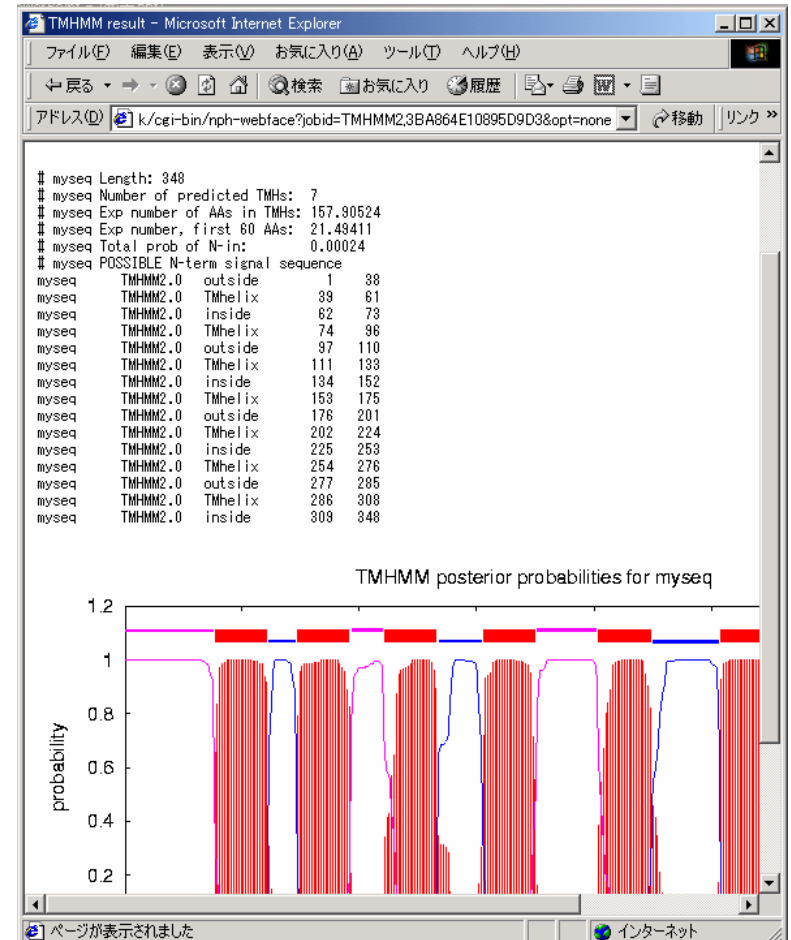 TMHMM result - Microsoft Internet Explorer
ファイル(F) 編集(E) 表示(V) お気に入り(A) ツール(T) ヘルプ(H)
戻る 検索 お気に入り 履歴
アドレス(D) k/cgi-bin/nph-webface?jobid=TMHMM2,3BA864E10895D9D3&opt=none 移動 リンク »
# myseq Length: 348
# myseq Number of predicted TMHs: 7
# myseq Exp number of AAs in TMHs: 157.90524
# myseq Exp number, first 60 AAs: 21.49411
# myseq Total prob of N-in: 0.00024
# myseq POSSIBLE N-term signal sequence
myseq TMHMM2.0 outside 1 38
myseq TMHMM2.0 TMhelix 39 61
myseq TMHMM2.0 inside 62 73
myseq TMHMM2.0 TMhelix 74 96
myseq TMHMM2.0 outside 97 110
myseq TMHMM2.0 TMhelix 111 133
myseq TMHMM2.0 inside 134 152
myseq TMHMM2.0 TMhelix 153 175
myseq TMHMM2.0 outside 176 201
myseq TMHMM2.0 TMhelix 202 224
myseq TMHMM2.0 inside 225 253
myseq TMHMM2.0 TMhelix 254 276
myseq TMHMM2.0 outside 277 285
myseq TMHMM2.0 TMhelix 286 308
myseq TMHMM2.0 inside 309 348
TMHMM posterior probabilities for myseq
1.2
1
0.8
probability
0.6
0.4
0.2
ページが表示されました インターネット